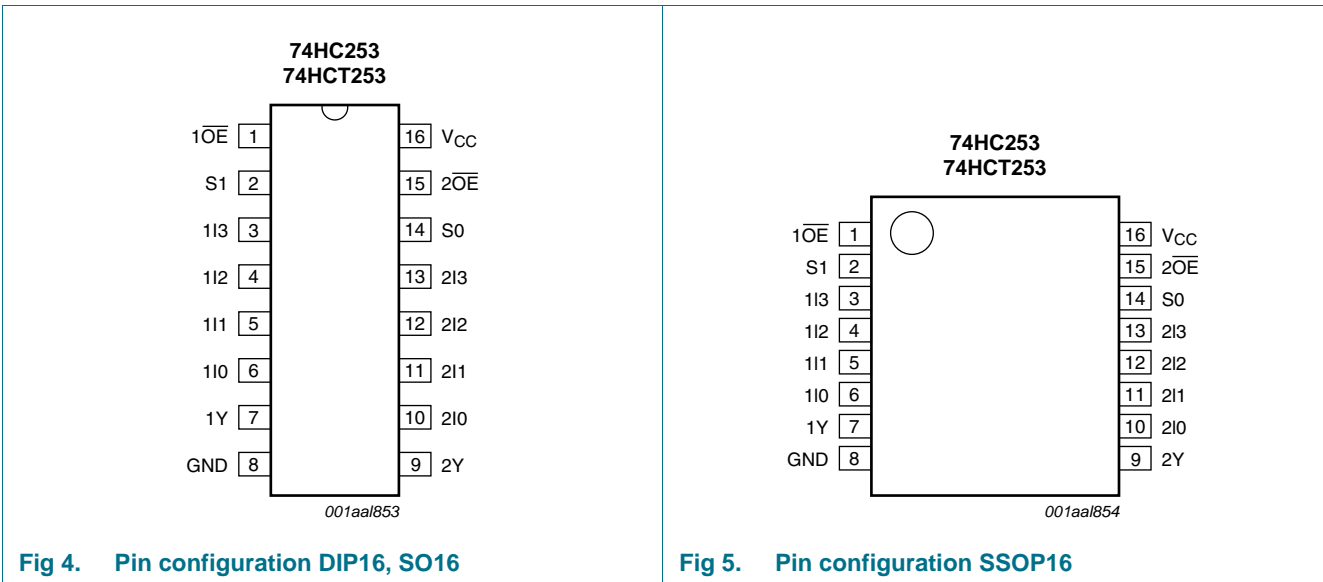 74HC253
74HCT253
1OE 1 16 VCC
S1 2 15 2OE
1I3 3 14 S0
1I2 4 13 2I3
1I1 5 12 2I2
1I0 6 11 2I1
1Y 7 10 2I0
GND 8 9 2Y
001aal853
Fig 4. Pin configuration DIP16, SO16
74HC253
74HCT253
1OE 1 16 VCC
S1 2 15 2OE
1I3 3 14 S0
1I2 4 13 2I3
1I1 5 12 2I2
1I0 6 11 2I1
1Y 7 10 2I0
GND 8 9 2Y
001aal854
Fig 5. Pin configuration SSOP16